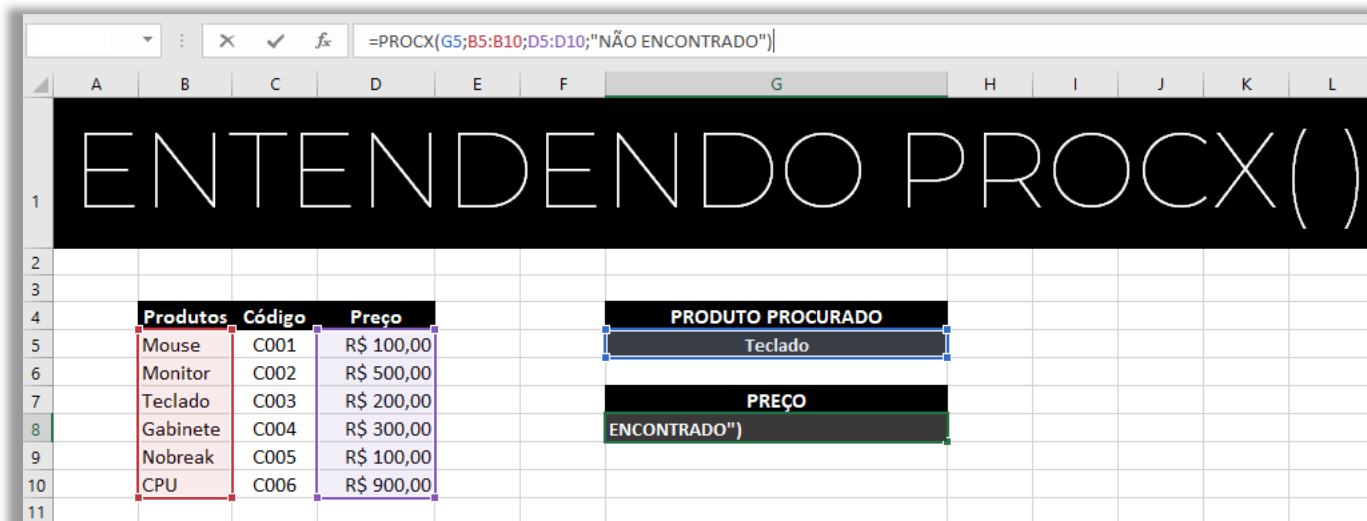 fx =PROCX(G5;B5:B10;D5:D10;"NÃO ENCONTRADO")
A B C D E F G H I J K L
1 ENTENDENDO PROCX( )
2
3
4 Produtos Código Preço PRODUTO PROCURADO
5 Mouse C001 R$ 100,00 Teclado
6 Monitor C002 R$ 500,00
7 Teclado C003 R$ 200,00 PREÇO
8 Gabinete C004 R$ 300,00 ENCONTRADO")
9 Nobreak C005 R$ 100,00
10 CPU C006 R$ 900,00
11